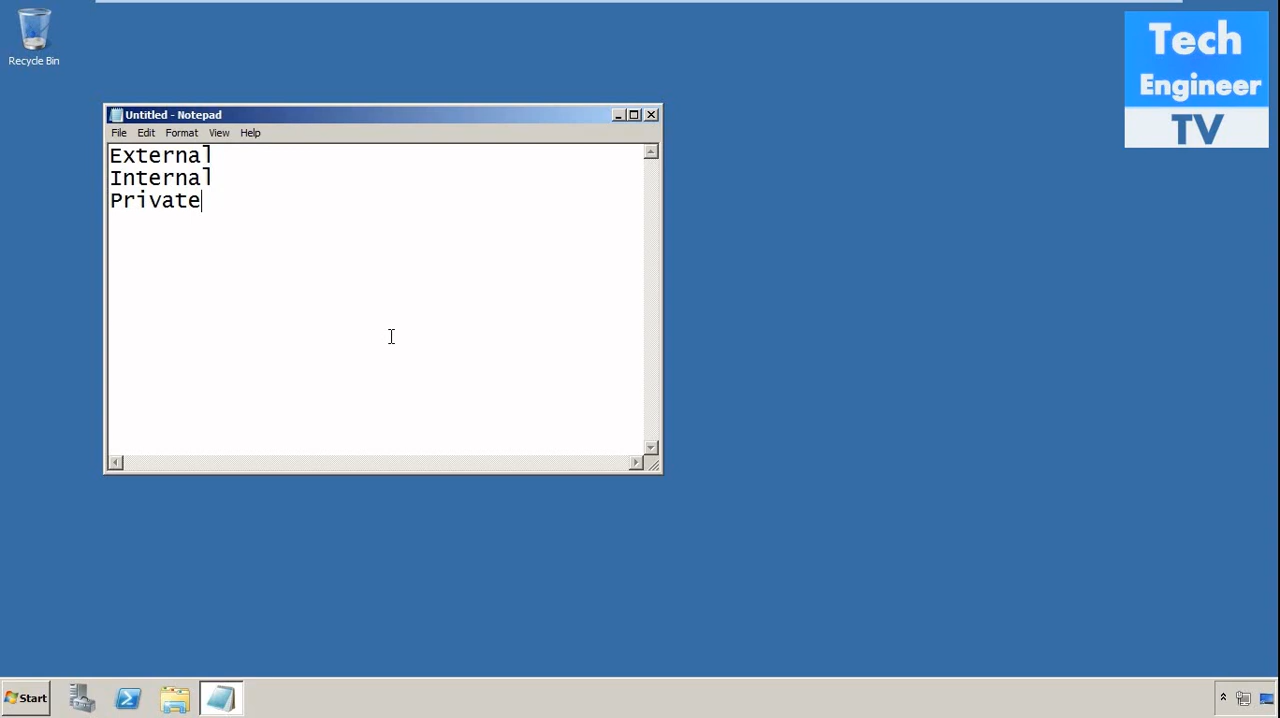 Recycle Bin
Tech
Engineer
TV
Untitled - Notepad
File Edit Format View Help
External
Internal
Private
Start